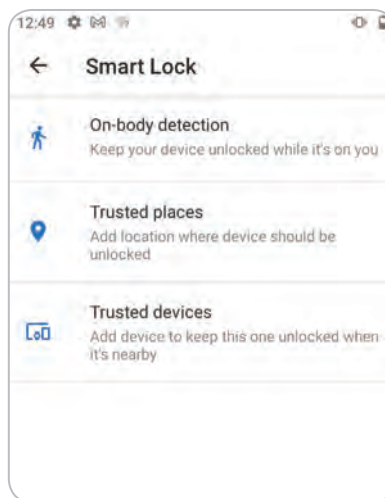 12:49
Smart Lock
On-body detection
Keep your device unlocked while it's on you
Trusted places
Add location where device should be
unlocked
Trusted devices
Add device to keep this one unlocked when
it's nearby